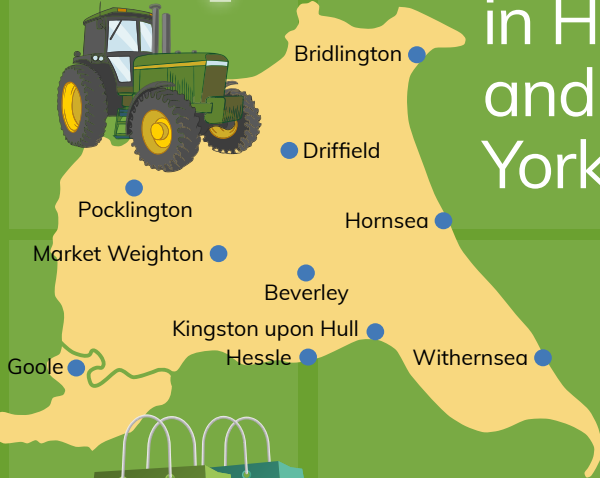 in H
and
York
Bridlington
Driffield
Pocklington
Hornsea
Market Weighton
Beverley
Kingston upon Hull
Hessle
Withernsea
Goole